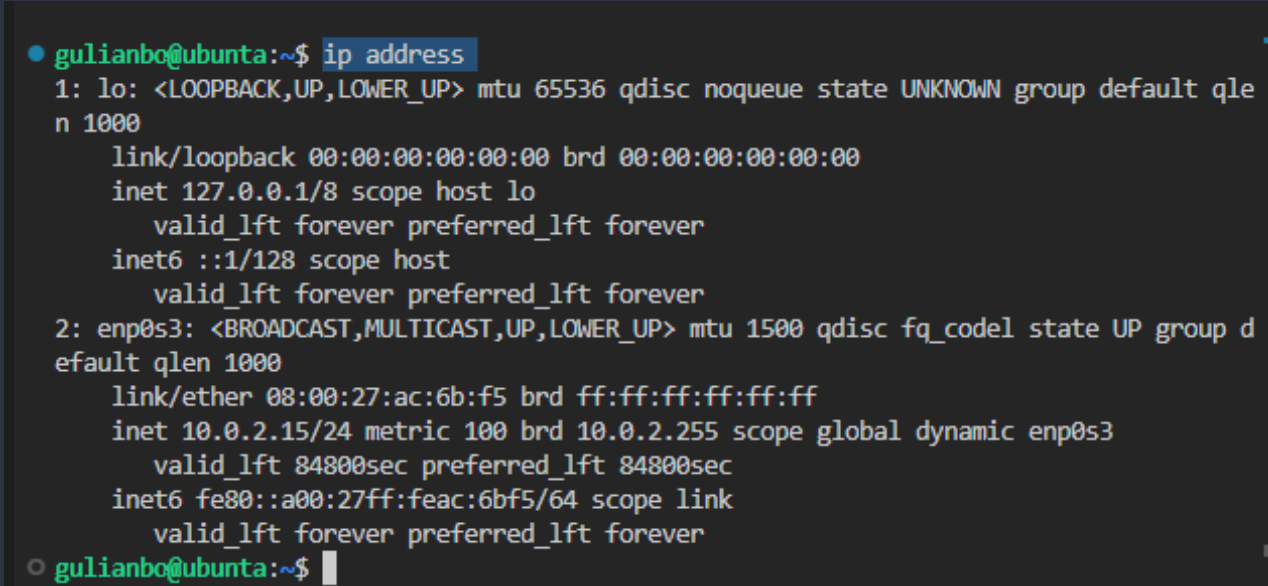 gulianbo@ubunta:~$ ip address
1: lo: <LOOPBACK,UP,LOWER_UP> mtu 65536 qdisc noqueue state UNKNOWN group default qle
n 1000
    link/loopback 00:00:00:00:00:00 brd 00:00:00:00:00:00
    inet 127.0.0.1/8 scope host lo
       valid_lft forever preferred_lft forever
    inet6 ::1/128 scope host
       valid_lft forever preferred_lft forever
2: enp0s3: <BROADCAST,MULTICAST,UP,LOWER_UP> mtu 1500 qdisc fq_codel state UP group d
efault qlen 1000
    link/ether 08:00:27:ac:6b:f5 brd ff:ff:ff:ff:ff:ff
    inet 10.0.2.15/24 metric 100 brd 10.0.2.255 scope global dynamic enp0s3
       valid_lft 84800sec preferred_lft 84800sec
    inet6 fe80::a00:27ff:feac:6bf5/64 scope link
       valid_lft forever preferred_lft forever
gulianbo@ubunta:~$